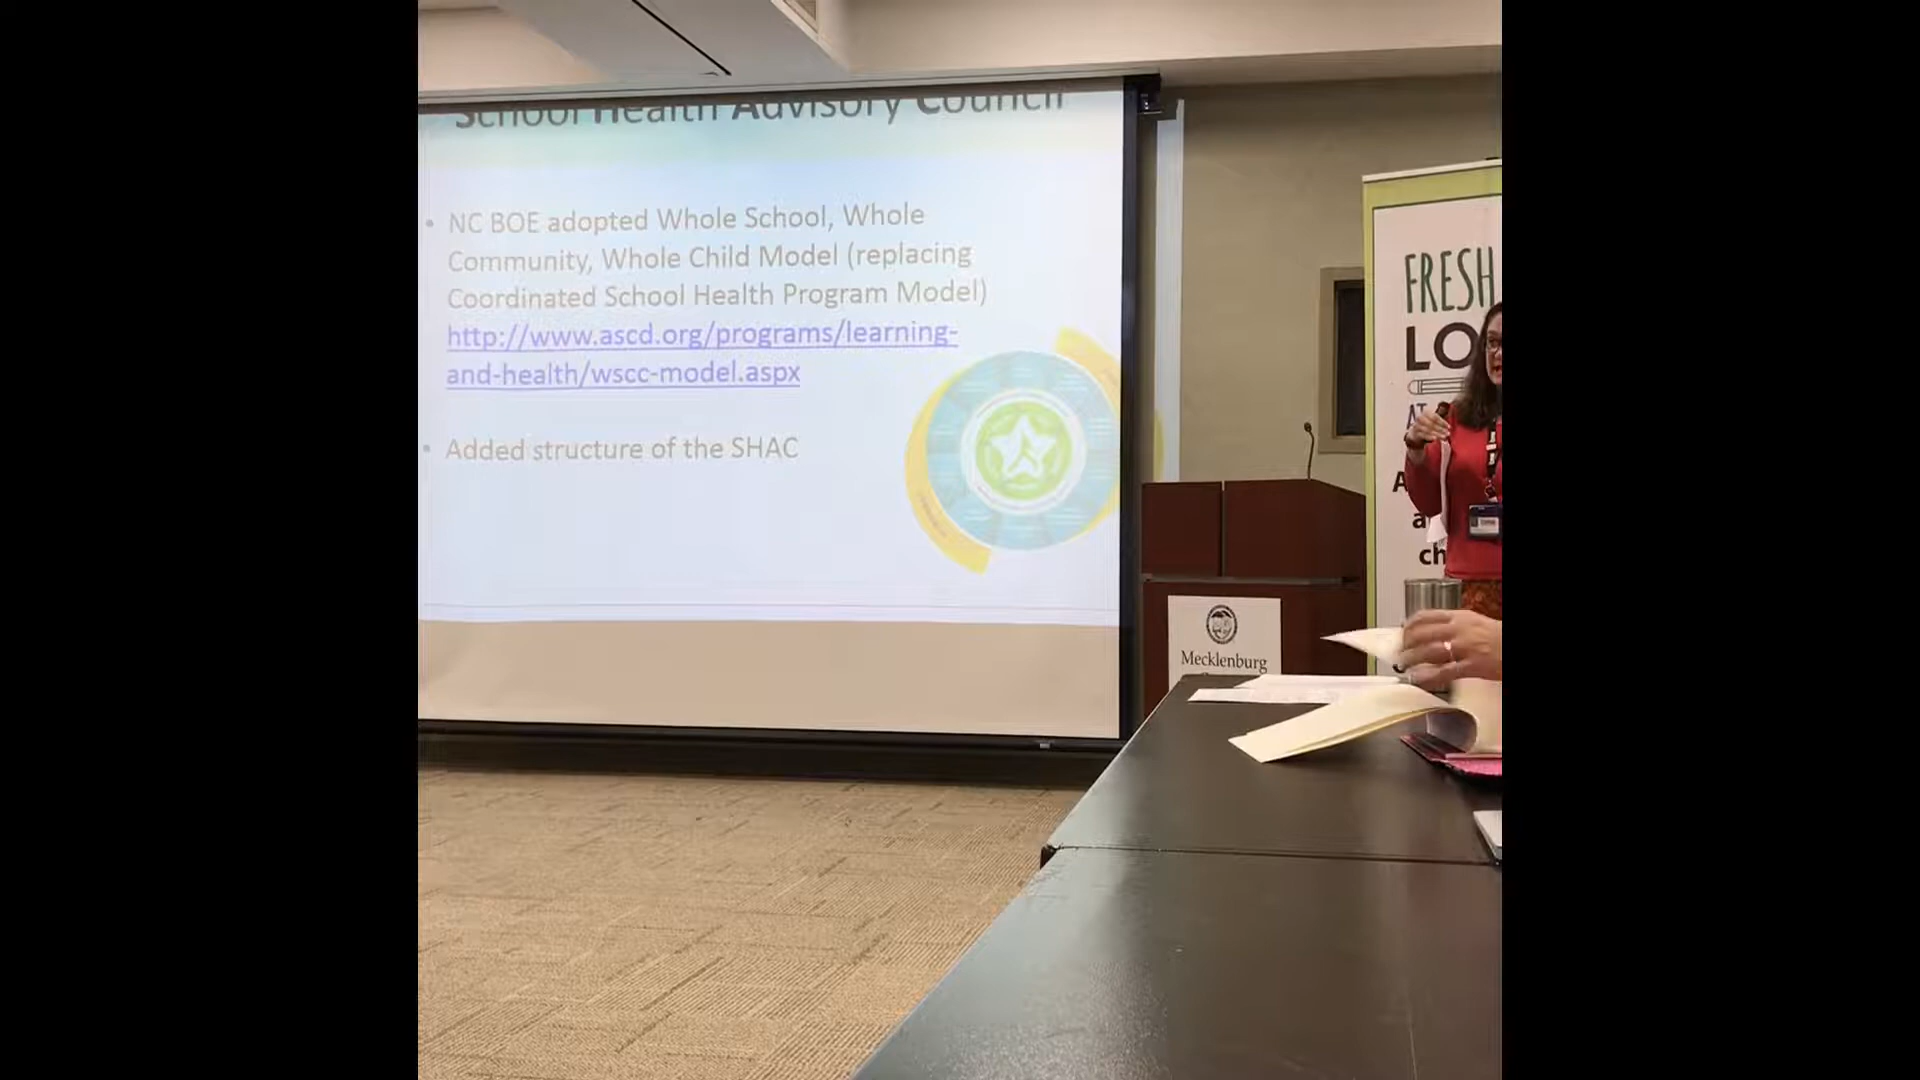 School Health Advisory Council
• NC BOE adopted Whole School, Whole
Community, Whole Child Model (replacing
Coordinated School Health Program Model)
http://www.ascd.org/programs/learning-
and-health/wscc-model.aspx
• Added structure of the SHAC
FRESH
LO
AT
A
a
ch
Mecklenburg